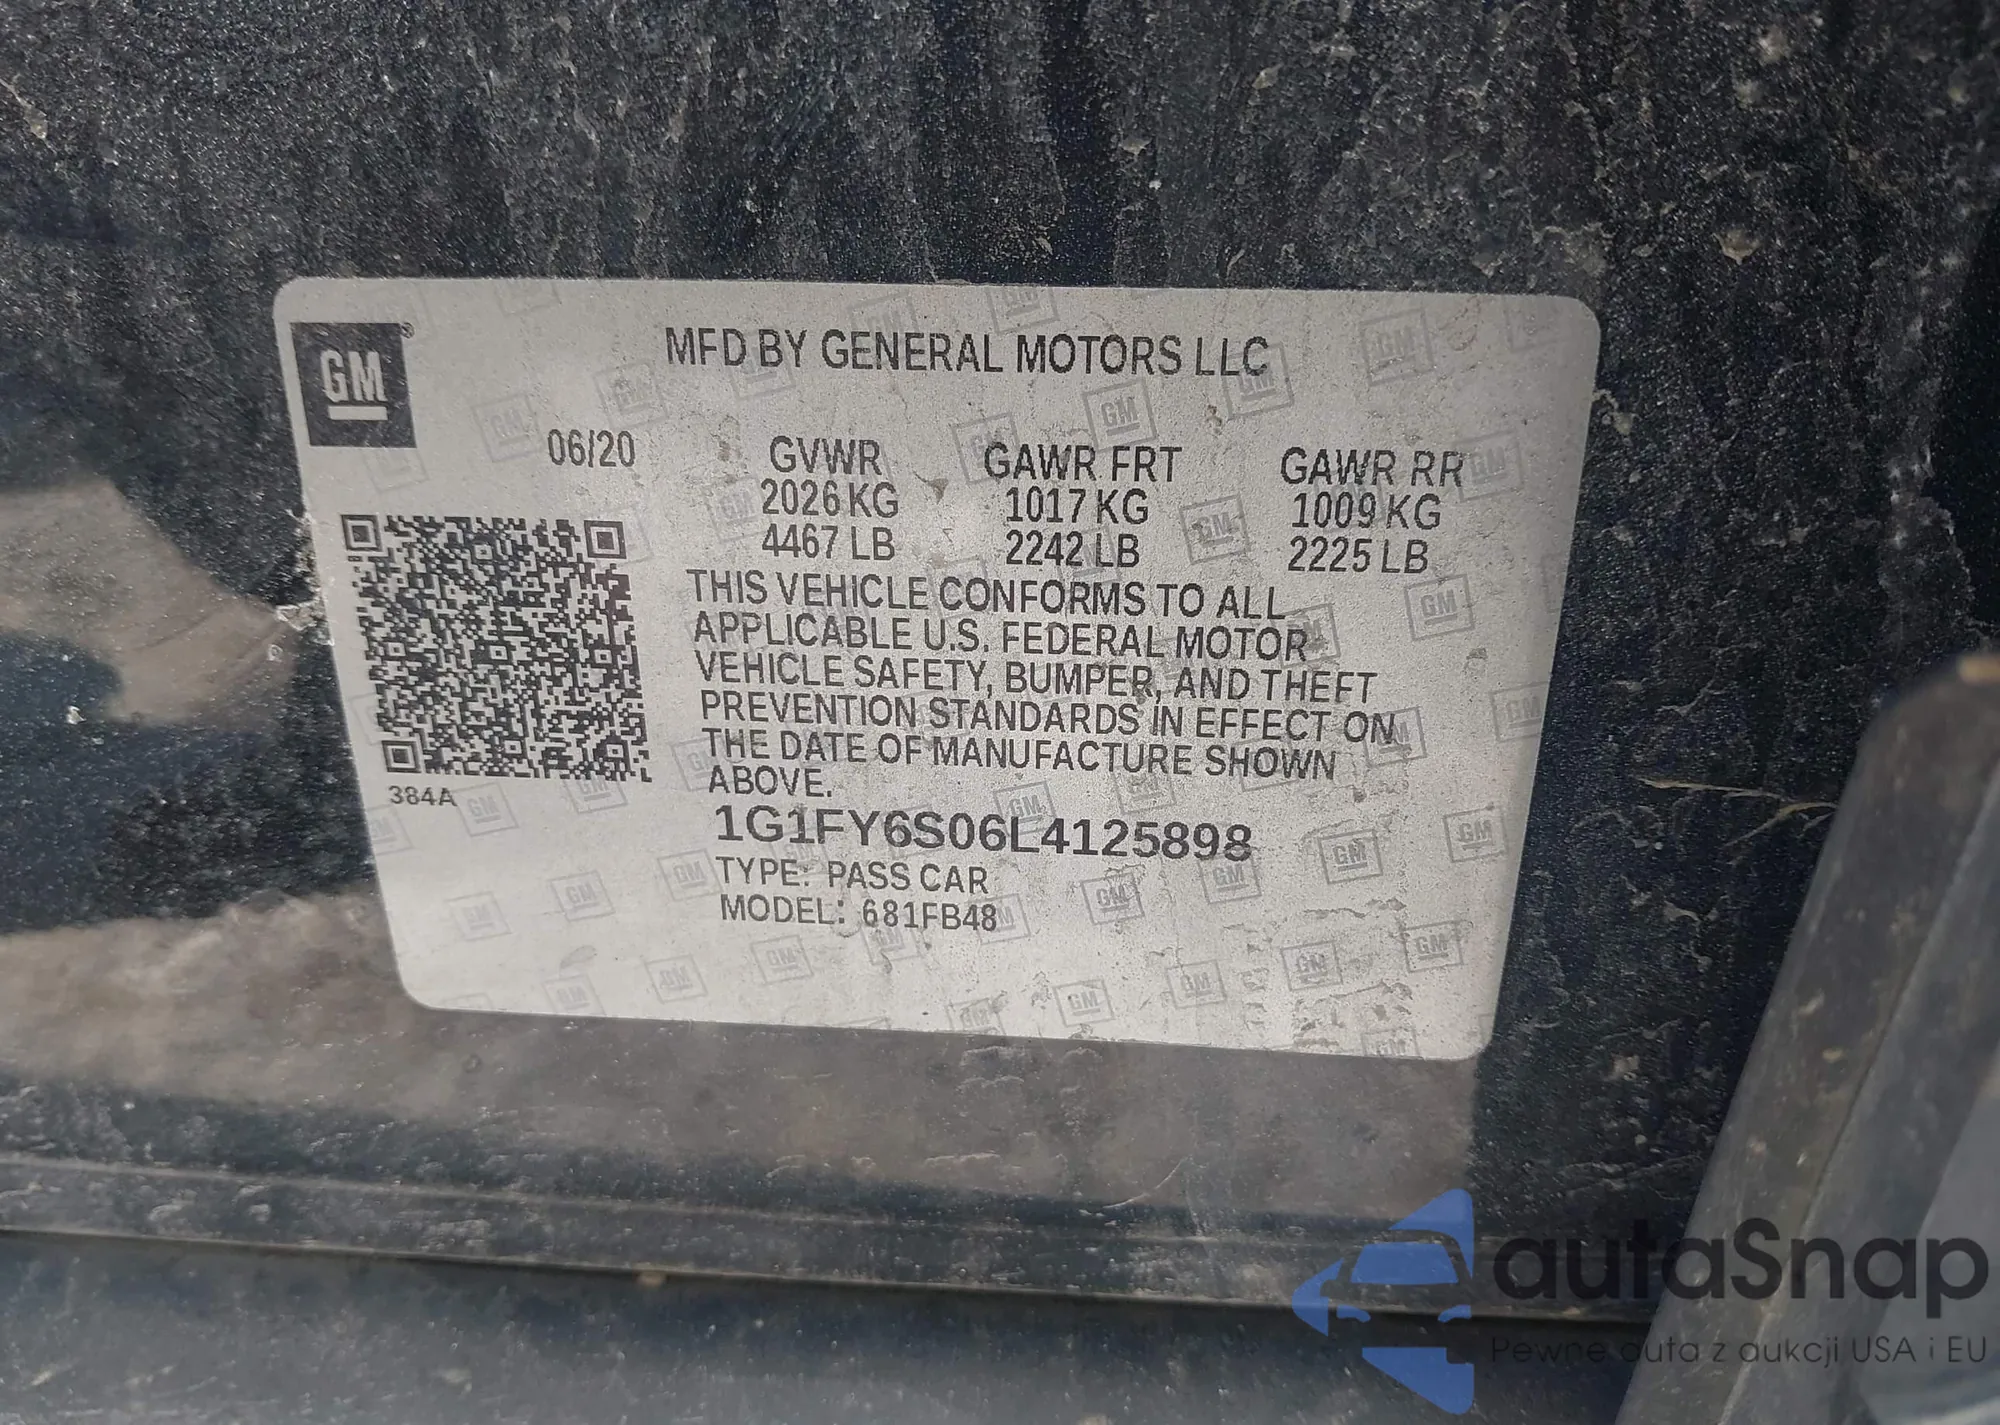 GM
MFD BY GENERAL MOTORS LLC
06/20
GVWR
2026 KG
4467 LB
GAWR FRT
1017 KG
2242 LB
GAWR RR
1009 KG
2225 LB
THIS VEHICLE CONFORMS TO ALL
APPLICABLE U.S. FEDERAL MOTOR
VEHICLE SAFETY, BUMPER, AND THEFT
PREVENTION STANDARDS IN EFFECT ON
THE DATE OF MANUFACTURE SHOWN
ABOVE.
384A
1G1FY6S06L4125898
TYPE: PASS CAR
MODEL: 681FB48
autaSnap
Pewne auta z aukcji USA i EU